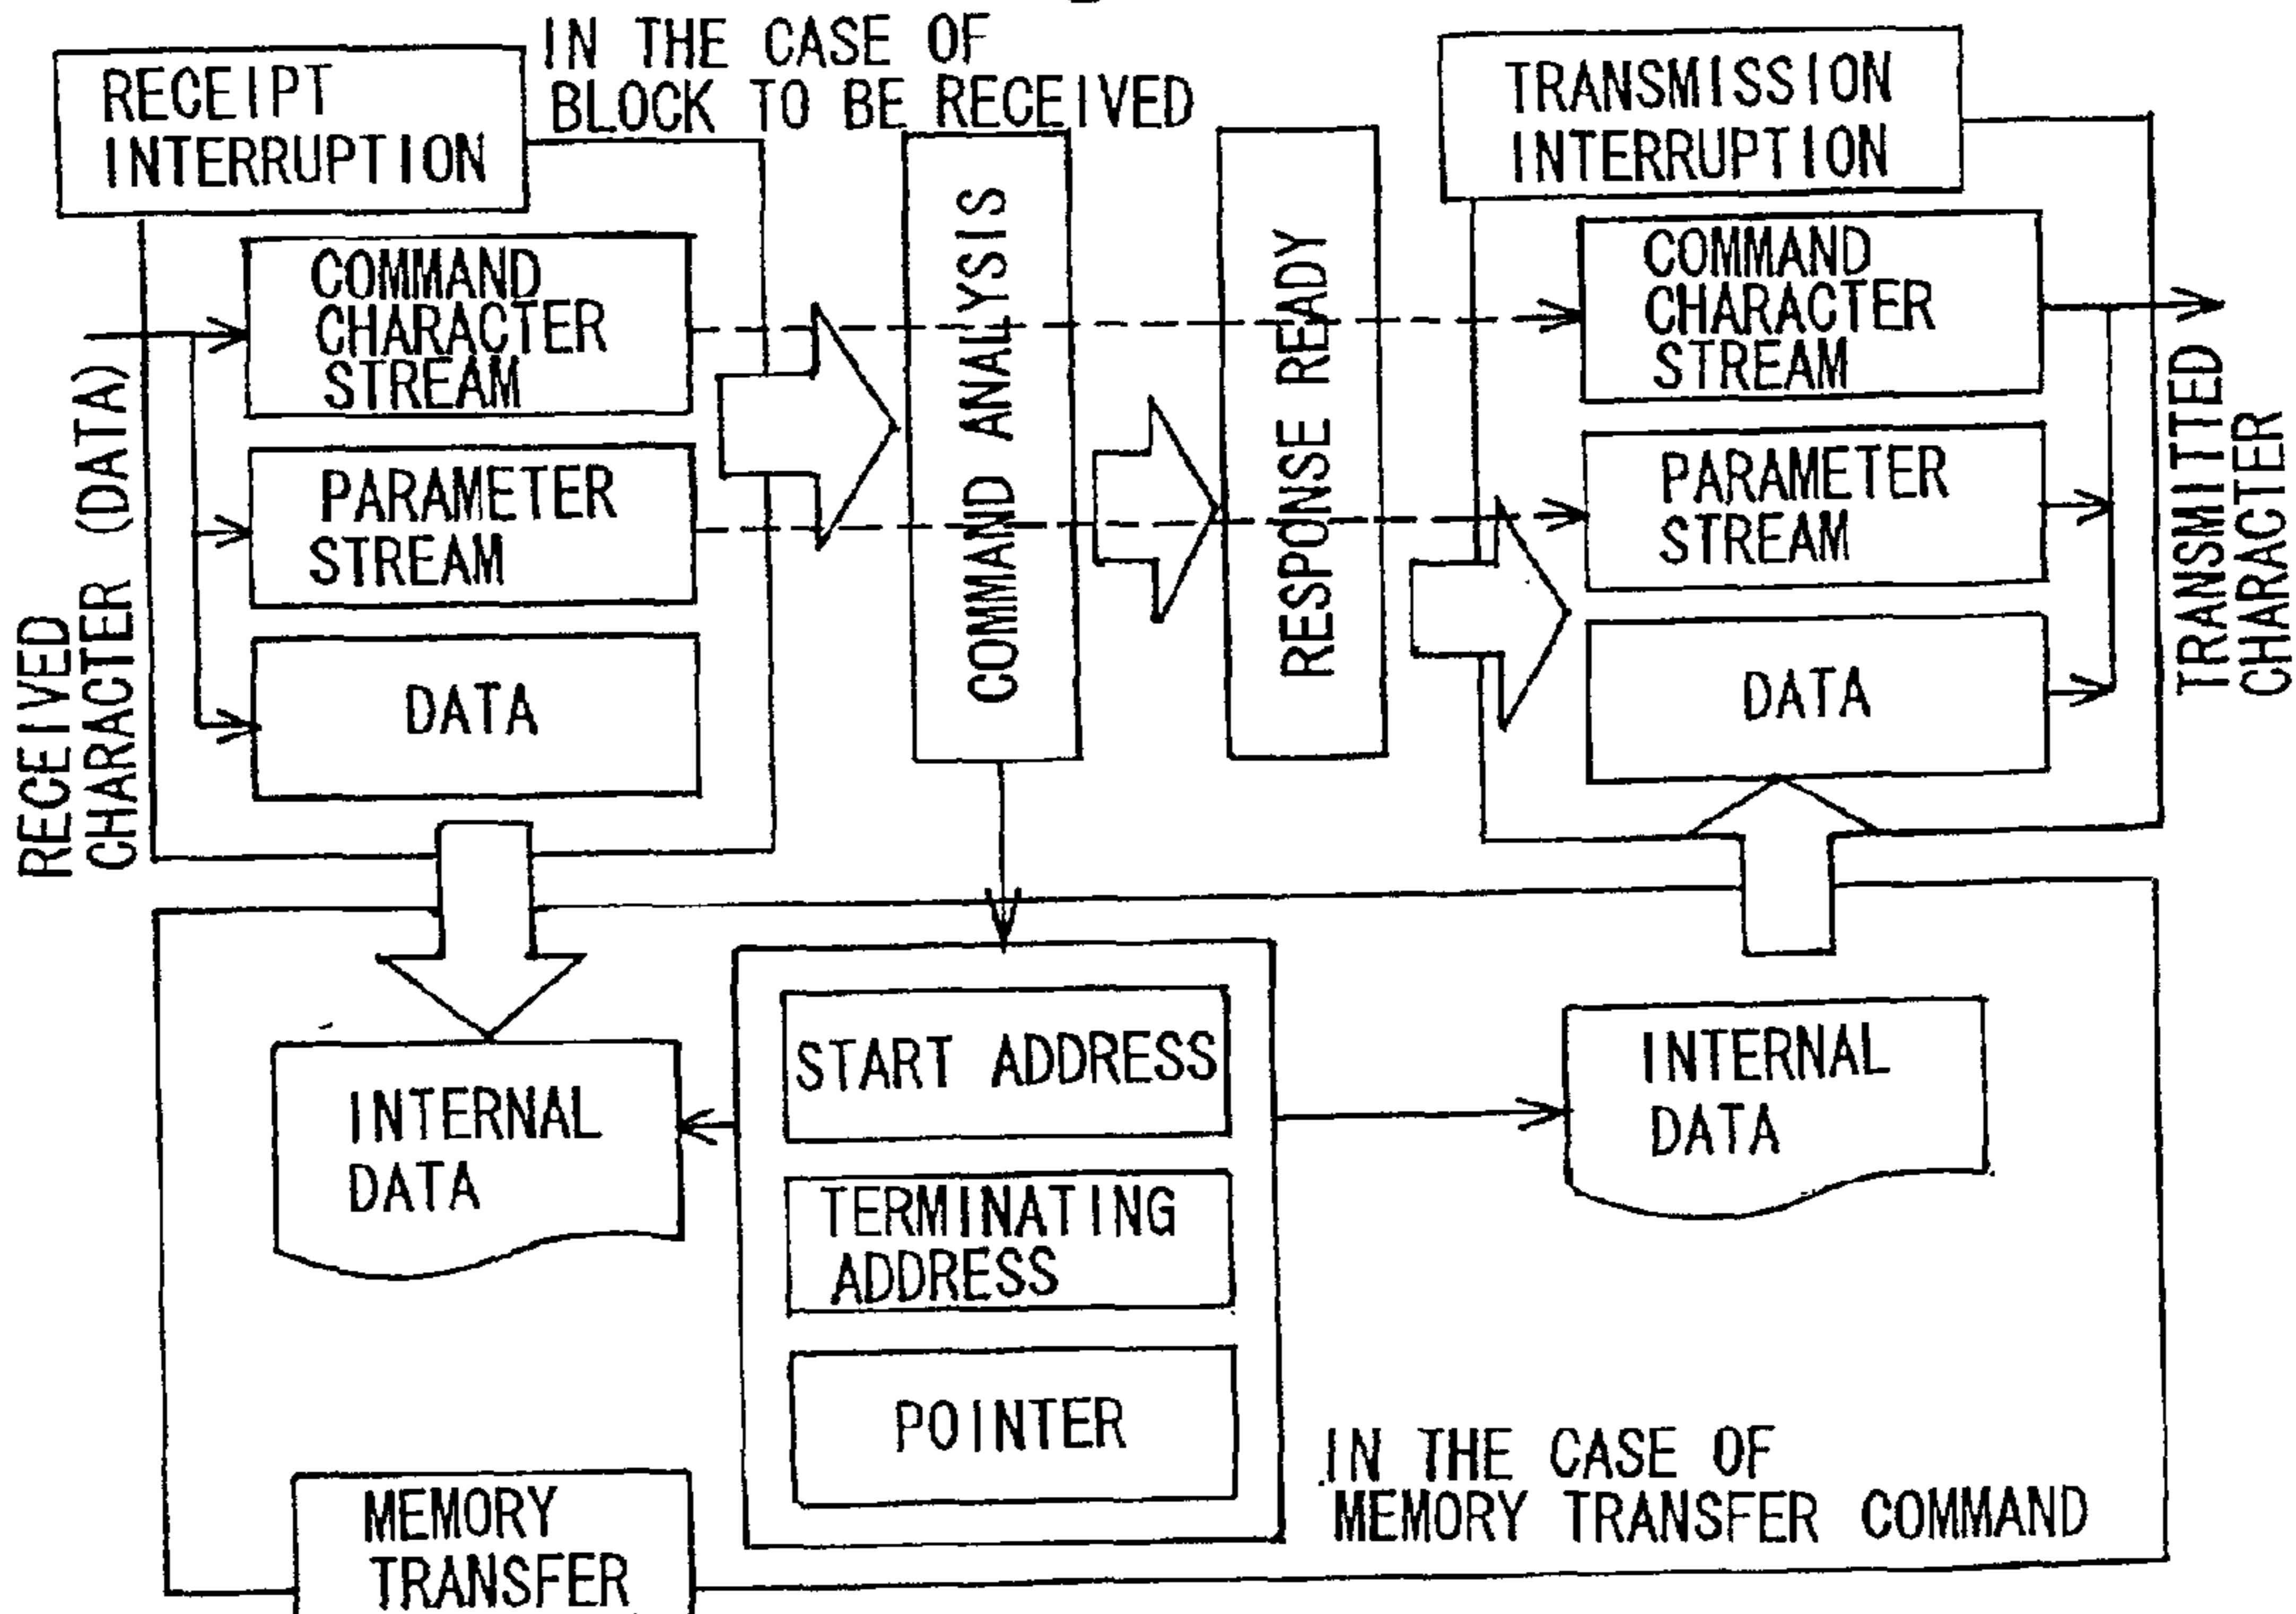 IN THE CASE OF
BLOCK TO BE RECEIVED
RECEIPT
INTERRUPTION
TRANSMISSION
INTERRUPTION
RECEIVED
CHARACTER (DATA)
COMMAND
CHARACTER
STREAM
PARAMETER
STREAM
DATA
COMMAND ANALYSIS
RESPONSE READY
COMMAND
CHARACTER
STREAM
PARAMETER
STREAM
DATA
TRANSMITTED
CHARACTER
INTERNAL
DATA
START ADDRESS
TERMINATING
ADDRESS
POINTER
INTERNAL
DATA
IN THE CASE OF
MEMORY TRANSFER COMMAND
MEMORY
TRANSFER